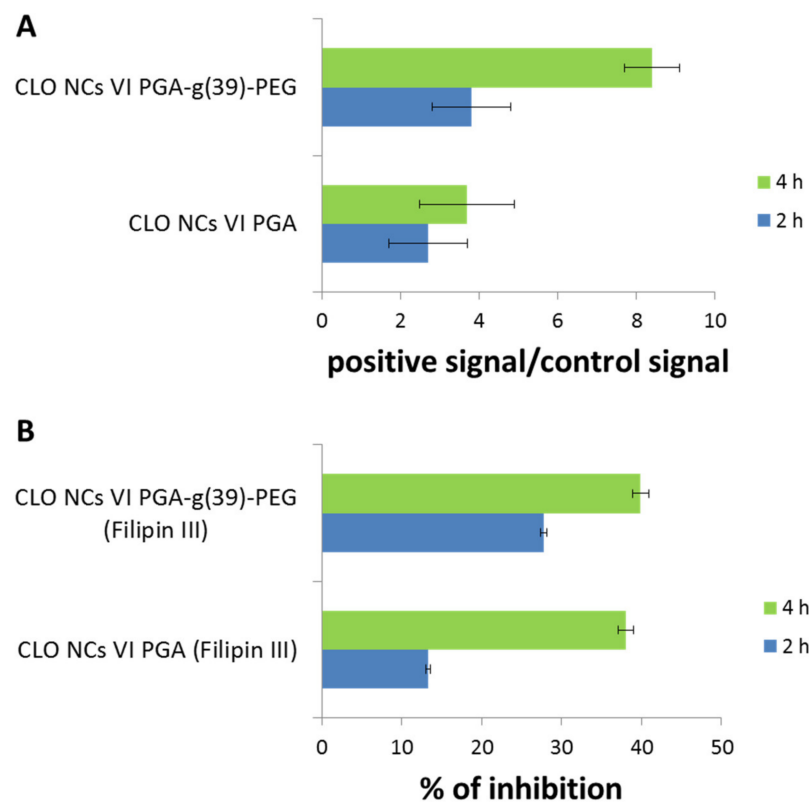 A
CLO NCs VI PGA-g(39)-PEG
CLO NCs VI PGA
4 h
2 h
0 2 4 6 8 10
positive signal/control signal
B
CLO NCs VI PGA-g(39)-PEG
(Filipin III)
CLO NCs VI PGA (Filipin III)
4 h
2 h
0 10 20 30 40 50
% of inhibition